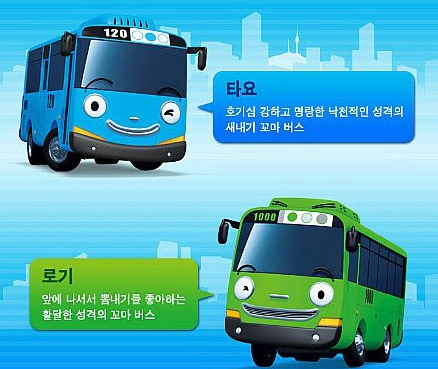 120
120
타요
호기심 강하고 명랑한 낙천적인 성격의
새내기 꼬마 버스
1000
1000
로기
앞에 나서서 뽐내기를 좋아하는
활달한 성격의 꼬마 버스